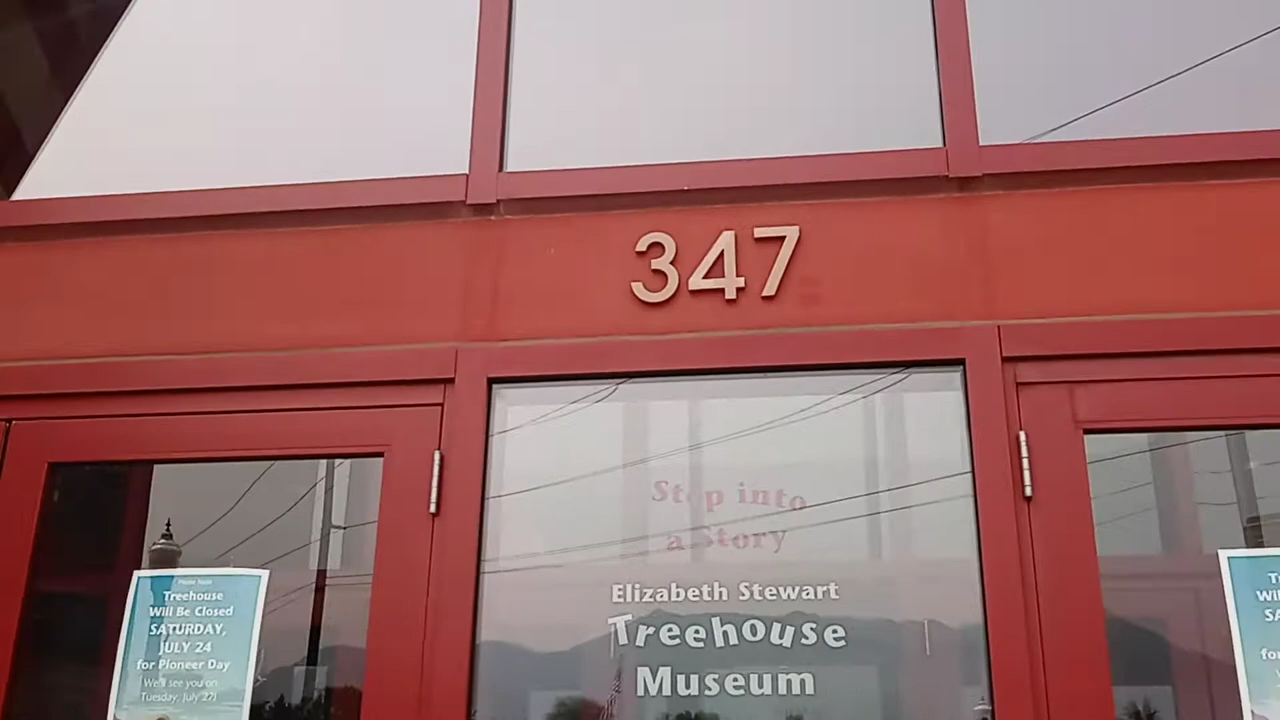 347
Step into
a Story
Elizabeth Stewart
Treehouse
Museum
Please Note
Treehouse
Will Be Closed
SATURDAY,
JULY 24
for Pioneer Day
We'll see you on
Tuesday, July 27!